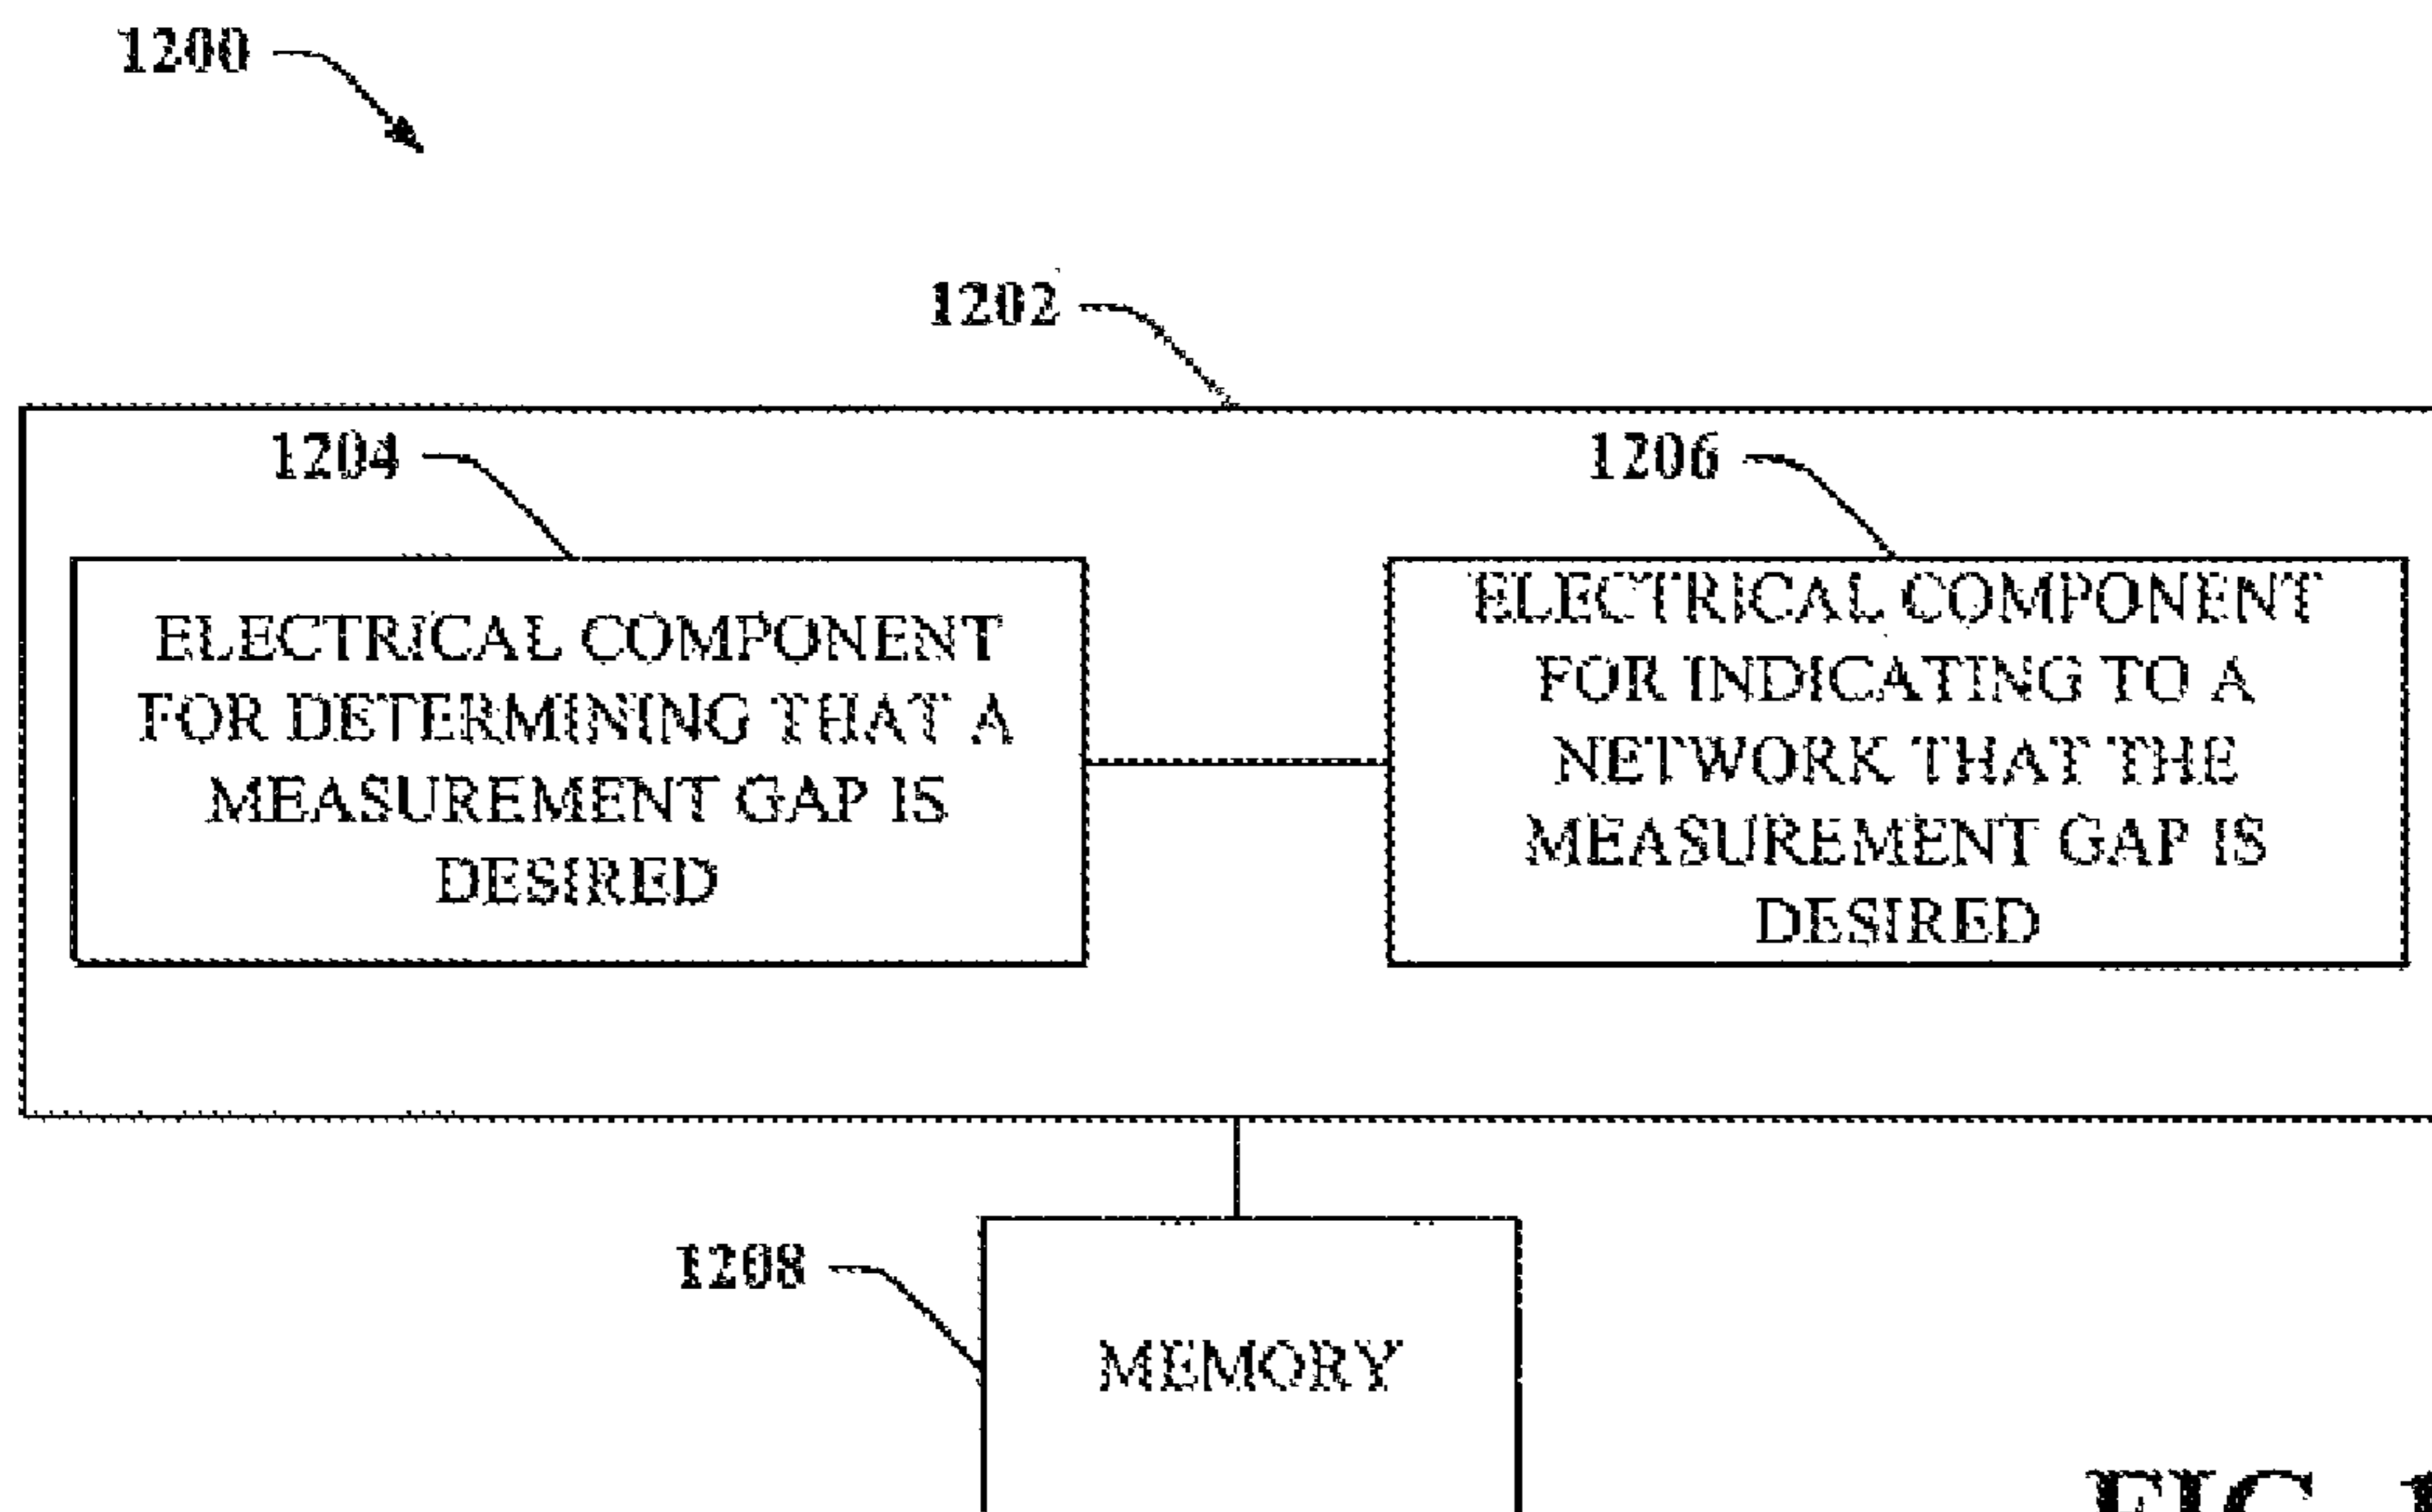 1200
1202
1204
1206
ELECTRICAL COMPONENT
FOR DETERMINING THAT A
MEASUREMENT GAP IS
DESIRED
ELECTRICAL COMPONENT
FOR INDICATING TO A
NETWORK THAT THE
MEASUREMENT GAP IS
DESIRED
1208
MEMORY
FIG.